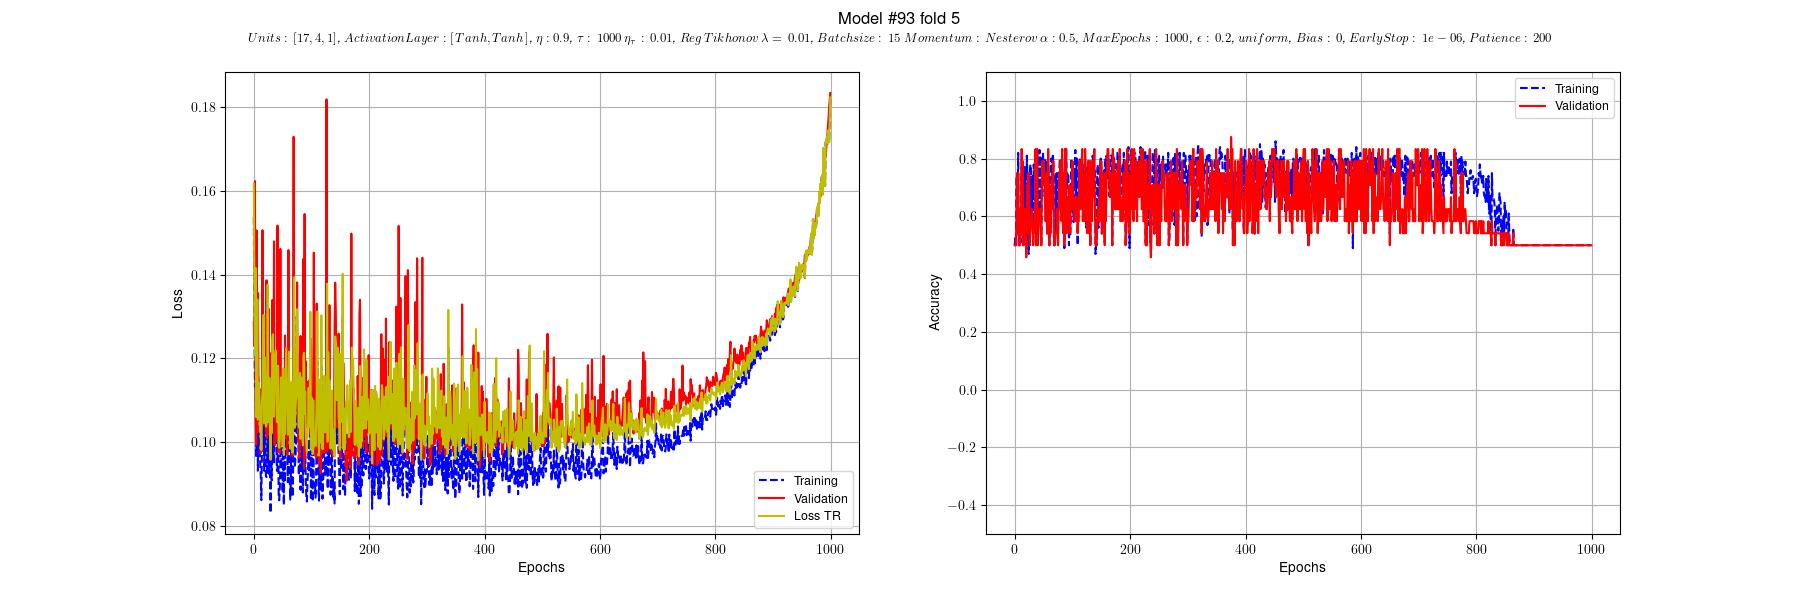 Model #93 fold 5
Units : [17, 4, 1], ActivationLayer : [Tanh, Tanh], η : 0.9, τ : 1000 ητ : 0.01, Reg Tikhonov λ = 0.01, Batchsize : 15 Momentum : Nesterov α : 0.5, MaxEpochs : 1000, ϵ : 0.2, uniform, Bias : 0, EarlyStop : 1e − 06, Patience : 200
0.18
0.16
0.14
0.12
0.10
0.08
Loss
0 200 400 600 800 1000
Epochs
Training
Validation
Loss TR
1.0
0.8
0.6
0.4
0.2
0.0
−0.2
−0.4
Accuracy
0 200 400 600 800 1000
Epochs
Training
Validation